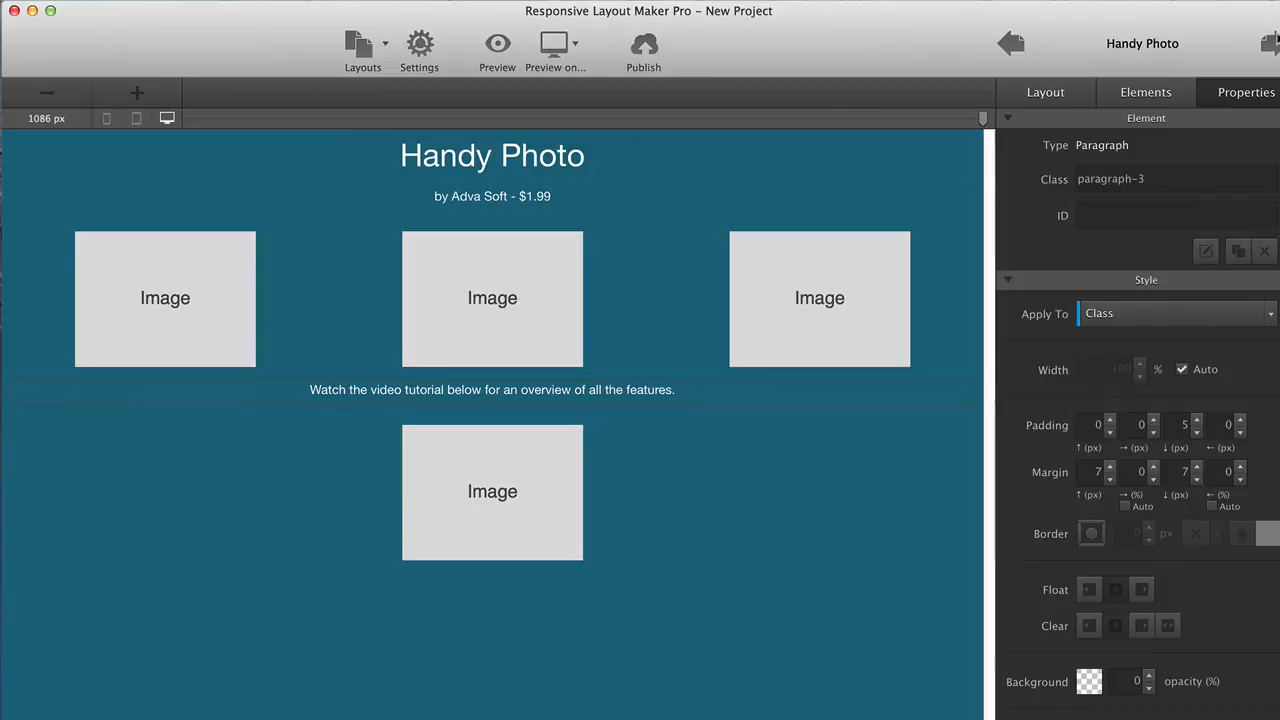 Responsive Layout Maker Pro - New Project
Layouts Settings Preview Preview on... Publish
Handy Photo
Layout Elements Properties
1086 px
Element
Type Paragraph
Class paragraph-3
ID
Style
Apply To Class
Width 100 % Auto
Padding 0 0 5 0
↑ (px) → (px) ↓ (px) ← (px)
Margin 7 0 7 0
↑ (px) → (%) ↓ (px) ← (%)
Auto Auto
Border 0 px
Float
Clear
Background 0 opacity (%)
Handy Photo
by Adva Soft - $1.99
Image Image Image
Watch the video tutorial below for an overview of all the features.
Image